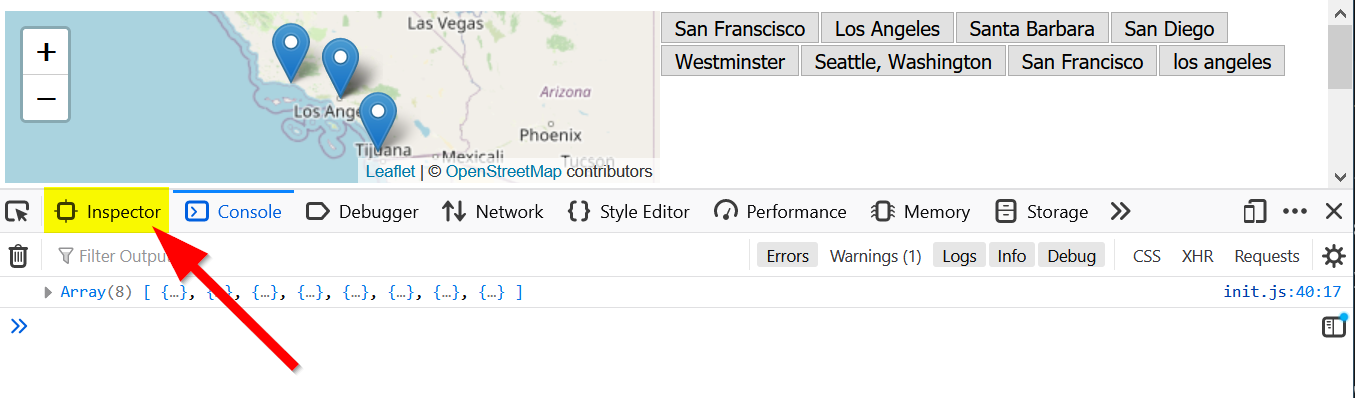 Las Vegas
San Franscisco Los Angeles Santa Barbara San Diego
+
Westminster Seattle, Washington San Francisco los angeles
−
Arizona
Los Ange
Phoenix
Tijuana
Mexicali
Tucson
Leaflet | © OpenStreetMap contributors
Inspector Console Debugger Network Style Editor Performance Memory Storage
Filter Outpu Errors Warnings (1) Logs Info Debug CSS XHR Requests
Array(8) [ {…}, {…}, {…}, {…}, {…}, {…}, {…}, {…} ] init.js:40:17